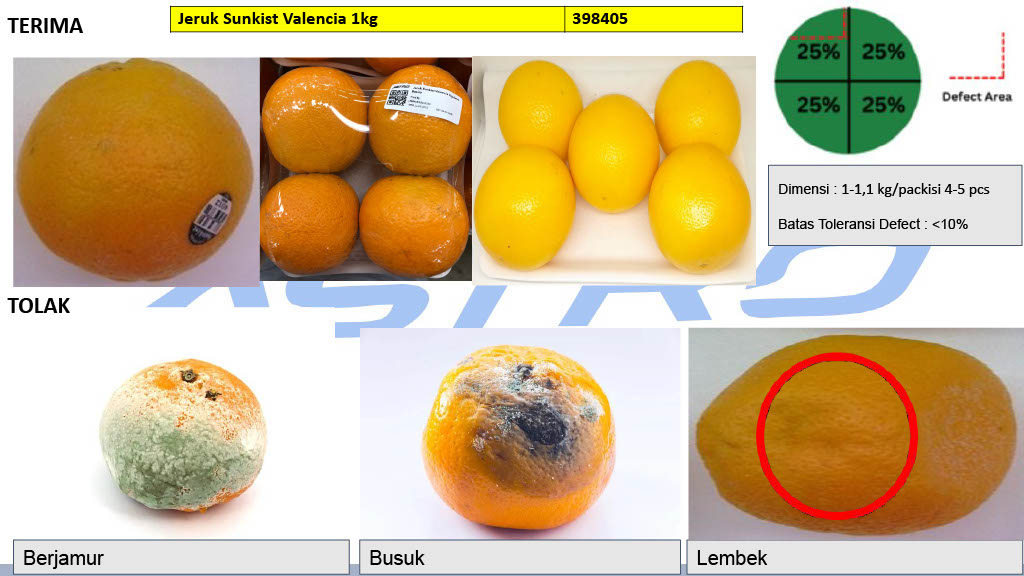 TERIMA
Jeruk Sunkist Valencia 1kg
398405
25%
25%
25%
25%
Defect Area
Dimensi : 1-1,1 kg/packisi 4-5 pcs
Batas Toleransi Defect : <10%
TOLAK
ASTRO
Berjamur
Busuk
Lembek